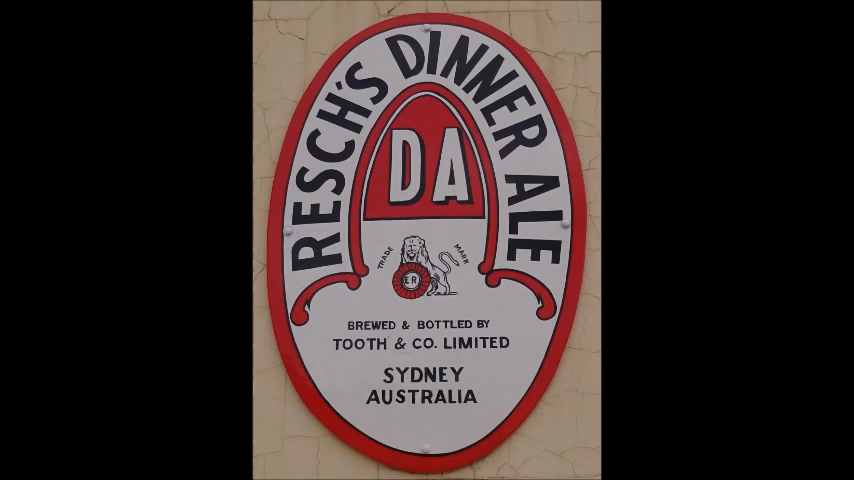 RESCH'S DINNER ALE
DA
TRADE MARK
ER
BREWED & BOTTLED BY
TOOTH & CO. LIMITED
SYDNEY
AUSTRALIA